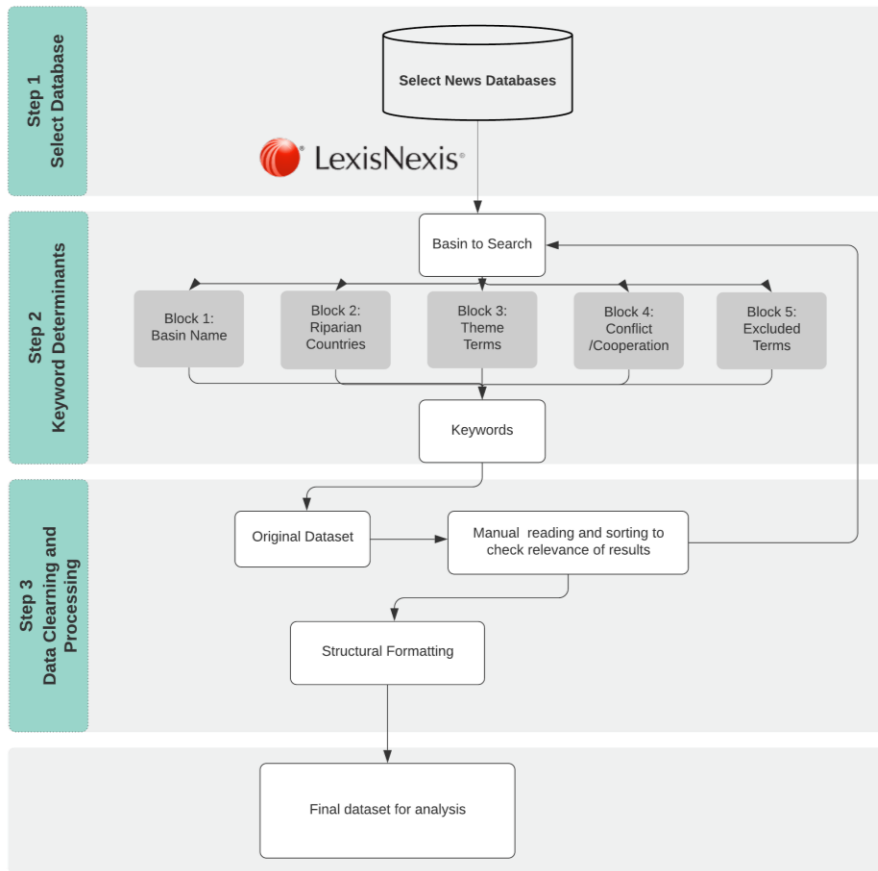 Step 1
Select Database
Select News Databases
LexisNexis®
Step 2
Keyword Determinants
Basin to Search
Block 1:
Basin Name
Block 2:
Riparian
Countries
Block 3:
Theme
Terms
Block 4:
Conflict
/Cooperation
Block 5:
Excluded
Terms
Keywords
Step 3
Data Clearning and
Processing
Original Dataset
Manual reading and sorting to
check relevance of results
Structural Formatting
Final dataset for analysis